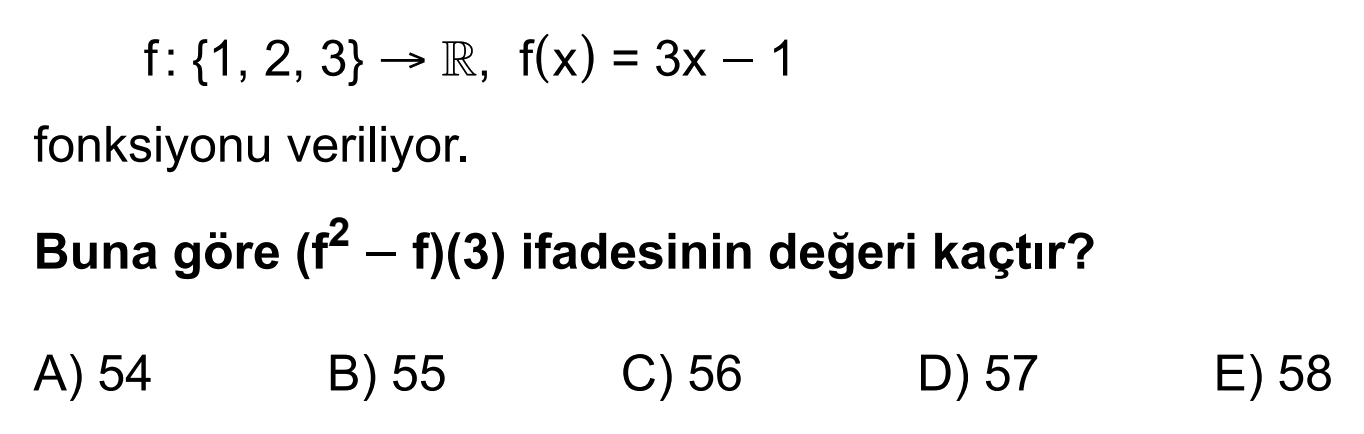 f: {1, 2, 3} → ℝ, f(x) = 3x – 1
fonksiyonu veriliyor.
Buna göre (f² – f)(3) ifadesinin değeri kaçtır?
A) 54 B) 55 C) 56 D) 57 E) 58